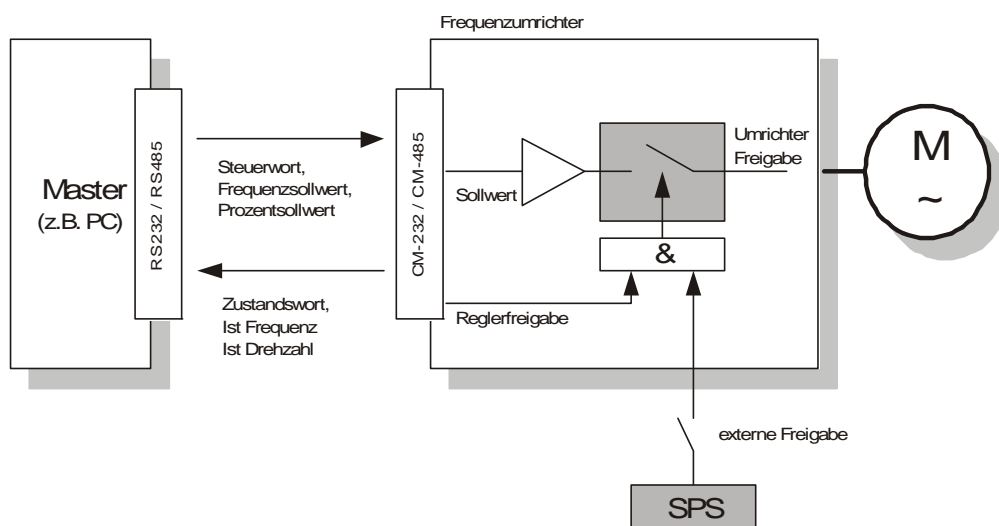 Frequenzumrichter
Master
(z.B. PC)
RS232 / RS485
Steuerwort,
Frequenzsollwert,
Prozentsollwert
Zustandswort,
Ist Frequenz
Ist Drehzahl
CM-232 / CM-485
Sollwert
Reglerfreigabe
&
Umrichter
Freigabe
M
~
externe Freigabe
SPS